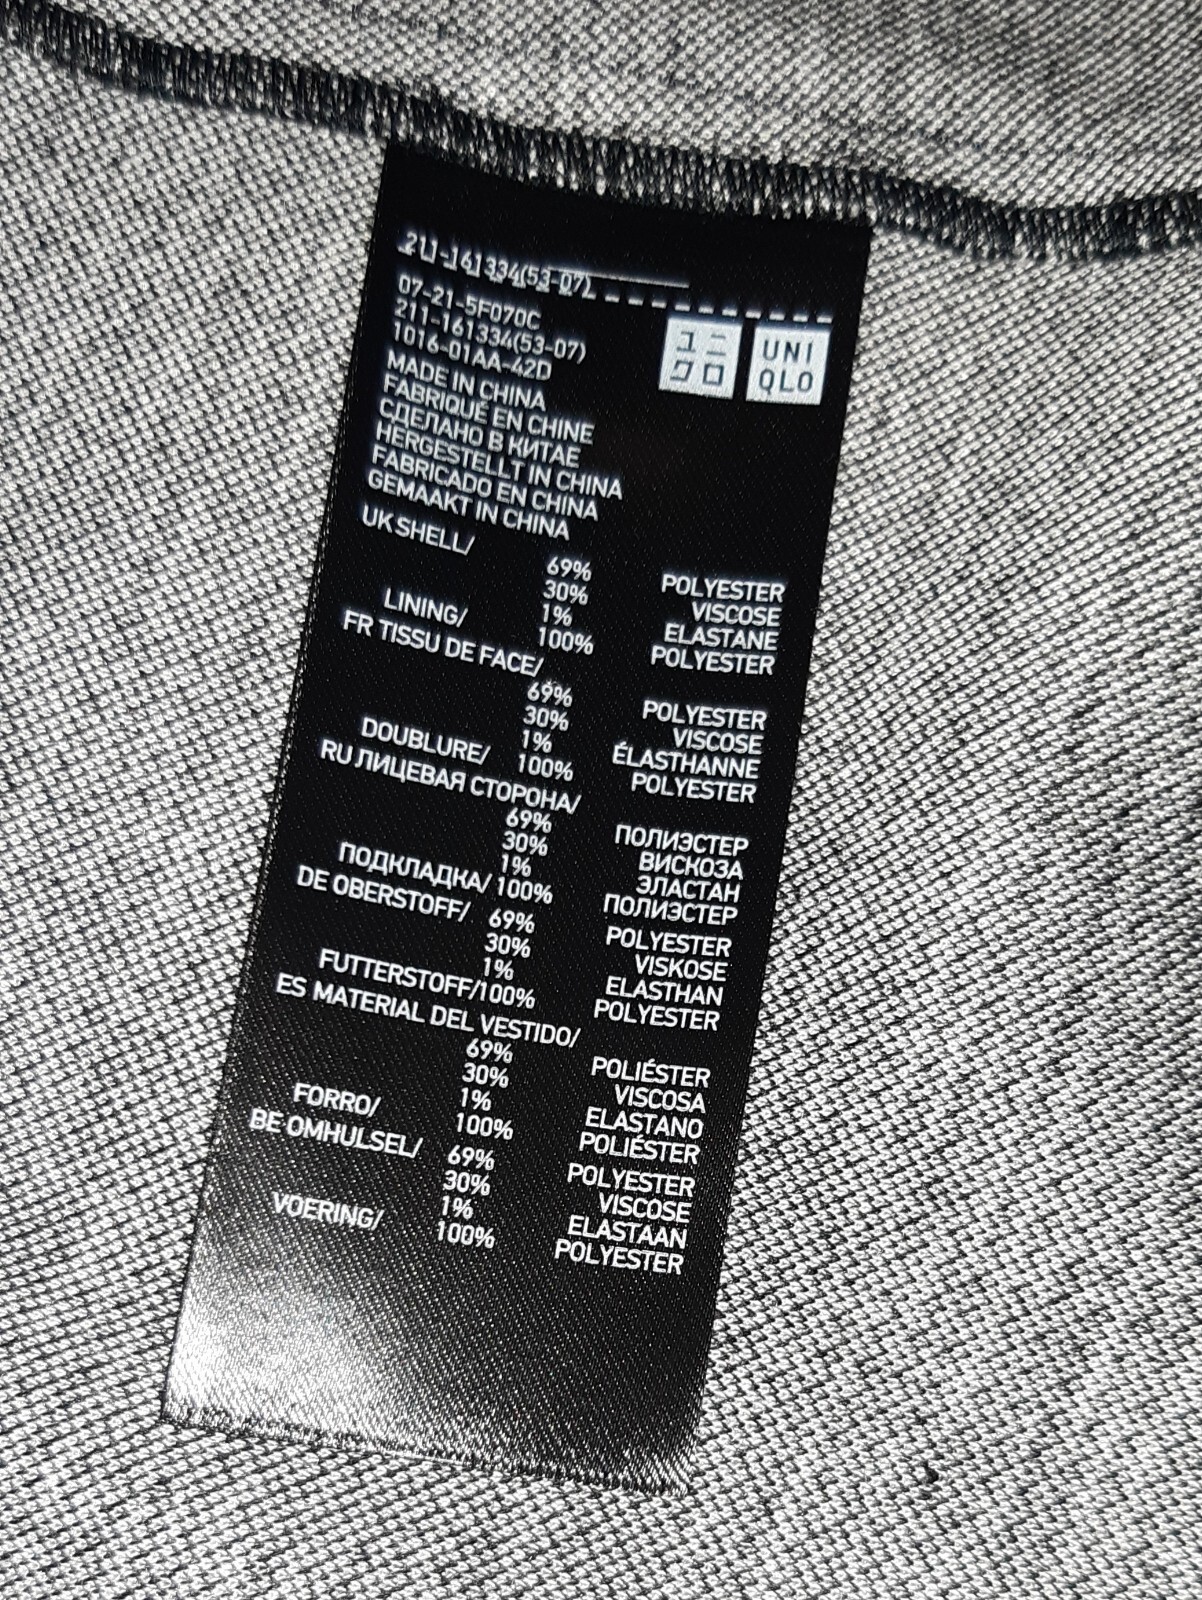 211-161334(53-07)
07-21-5F070C
211-161334(53-07)
1016-01AA-42D
ユニ
クロ
UNI
QLO
MADE IN CHINA
FABRIQUÉ EN CHINE
СДЕЛАНО В КИТАЕ
HERGESTELLT IN CHINA
FABRICADO EN CHINA
GEMAAKT IN CHINA
UK SHELL/
69% POLYESTER
30% VISCOSE
1% ELASTANE
LINING/ 100% POLYESTER
FR TISSU DE FACE/
69% POLYESTER
30% VISCOSE
1% ÉLASTHANNE
DOUBLURE/ 100% POLYESTER
RU ЛИЦЕВАЯ СТОРОНА/
69% ПОЛИЭСТЕР
30% ВИСКОЗА
1% ЭЛАСТАН
ПОДКЛАДКА/ 100% ПОЛИЭСТЕР
DE OBERSTOFF/ 69% POLYESTER
30% VISKOSE
1% ELASTHAN
FUTTERSTOFF/100% POLYESTER
ES MATERIAL DEL VESTIDO/
69% POLIÉSTER
30% VISCOSA
1% ELASTANO
FORRO/ 100% POLIÉSTER
BE OMHULSEL/ 69% POLYESTER
30% VISCOSE
1% ELASTAAN
VOERING/ 100% POLYESTER